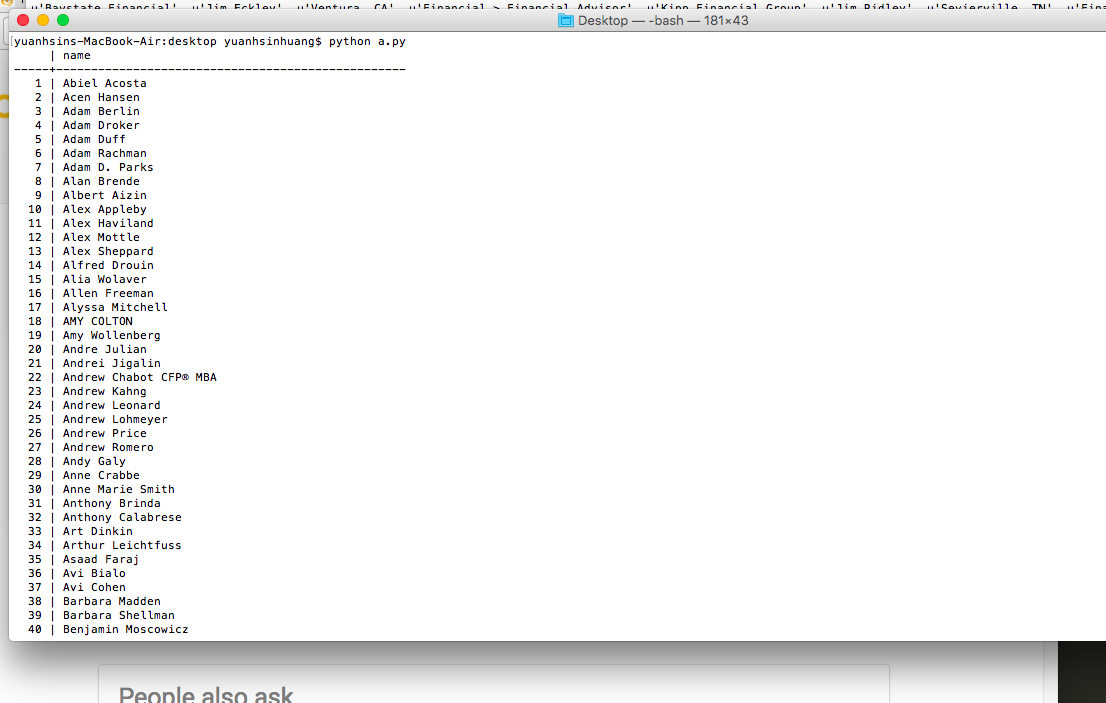 u'Baystate Financial', u'Jim Eckley', u'Ventura, CA', u'Financial > Financial Advisor', u'Kipp Financial Group', u'Jim Ridley', u'Sevierville, TN', u'Fina
Desktop — -bash — 181×43
[yuanhsins-MacBook-Air:desktop yuanhsinhuang$ python a.py
     | name
-----+--------------------------------------------------
   1 | Abiel Acosta
   2 | Acen Hansen
   3 | Adam Berlin
   4 | Adam Droker
   5 | Adam Duff
   6 | Adam Rachman
   7 | Adam D. Parks
   8 | Alan Brende
   9 | Albert Aizin
  10 | Alex Appleby
  11 | Alex Haviland
  12 | Alex Mottle
  13 | Alex Sheppard
  14 | Alfred Drouin
  15 | Alia Wolaver
  16 | Allen Freeman
  17 | Alyssa Mitchell
  18 | AMY COLTON
  19 | Amy Wollenberg
  20 | Andre Julian
  21 | Andrei Jigalin
  22 | Andrew Chabot CFP® MBA
  23 | Andrew Kahng
  24 | Andrew Leonard
  25 | Andrew Lohmeyer
  26 | Andrew Price
  27 | Andrew Romero
  28 | Andy Galy
  29 | Anne Crabbe
  30 | Anne Marie Smith
  31 | Anthony Brinda
  32 | Anthony Calabrese
  33 | Art Dinkin
  34 | Arthur Leichtfuss
  35 | Asaad Faraj
  36 | Avi Bialo
  37 | Avi Cohen
  38 | Barbara Madden
  39 | Barbara Shellman
  40 | Benjamin Moscowicz
People also ask